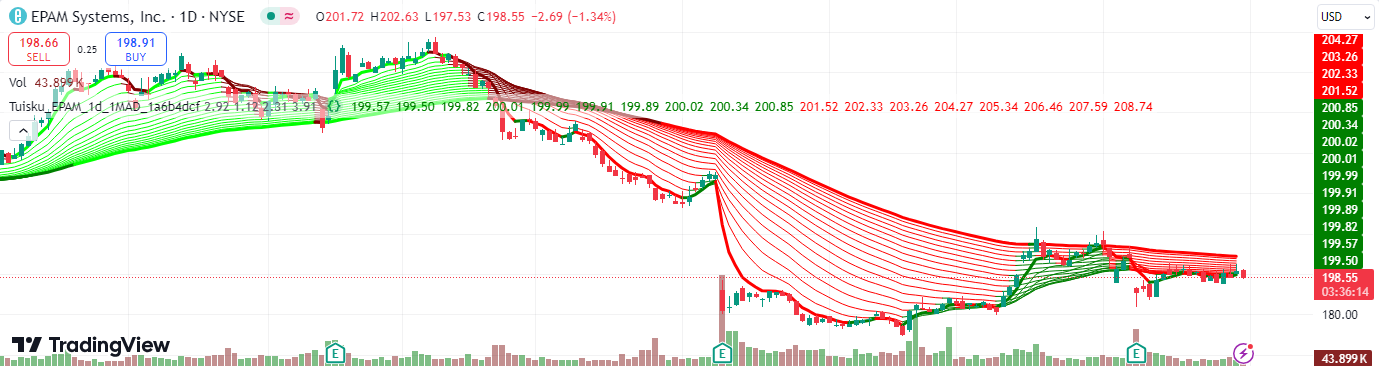 EPAM Systems, Inc. · 1D · NYSE O201.72 H202.63 L197.53 C198.55 −2.69 (−1.34%)
USD
198.66
SELL
0.25
198.91
BUY
Vol 43.899 K
Tuisku_EPAM_1d_1MAD_1a6b4dcf 2.92 1.12 2.31 3.91 {} 199.57 199.50 199.82 200.01 199.99 199.91 199.89 200.02 200.34 200.85 201.52 202.33 203.26 204.27 205.34 206.46 207.59 208.74
204.27
203.26
202.33
201.52
200.85
200.34
200.02
200.01
199.99
199.91
199.89
199.82
199.57
199.50
198.55
03:36:14
180.00
43.899 K
E
E
E
TradingView